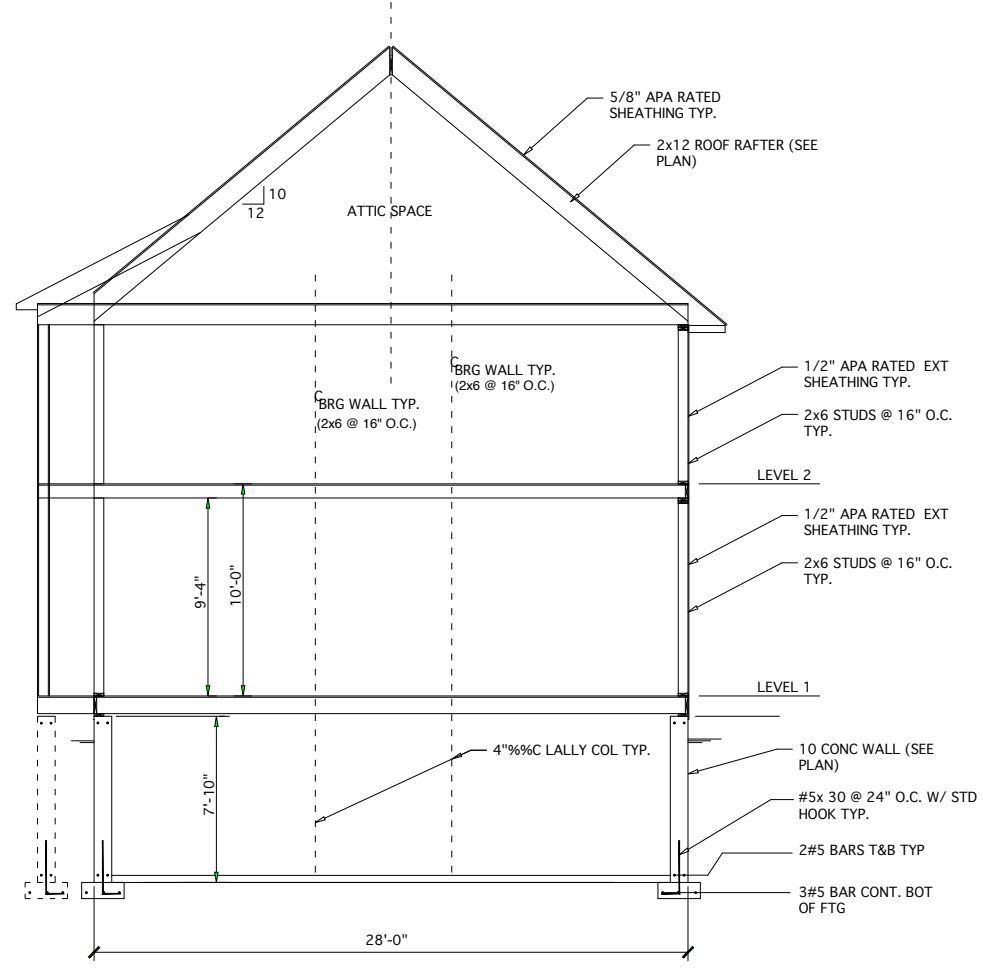 5/8" APA RATED
SHEATHING TYP.
2x12 ROOF RAFTER (SEE
PLAN)
10
12
ATTIC SPACE
BRG WALL TYP.
(2x6 @ 16" O.C.)
BRG WALL TYP.
(2x6 @ 16" O.C.)
1/2" APA RATED EXT
SHEATHING TYP.
2x6 STUDS @ 16" O.C.
TYP.
LEVEL 2
1/2" APA RATED EXT
SHEATHING TYP.
2x6 STUDS @ 16" O.C.
TYP.
9'-4"
10'-0"
LEVEL 1
4"%%C LALLY COL TYP.
10 CONC WALL (SEE
PLAN)
7'-10"
#5x 30 @ 24" O.C. W/ STD
HOOK TYP.
2#5 BARS T&B TYP
3#5 BAR CONT. BOT
OF FTG
28'-0"